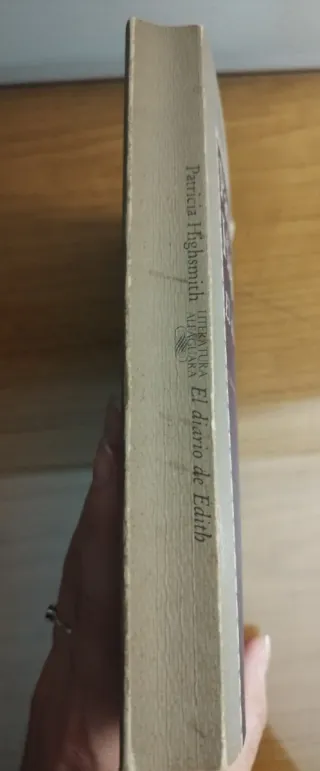 Patricia Highsmith
LITERATURA
ALFAGUARA
El diario de Edith